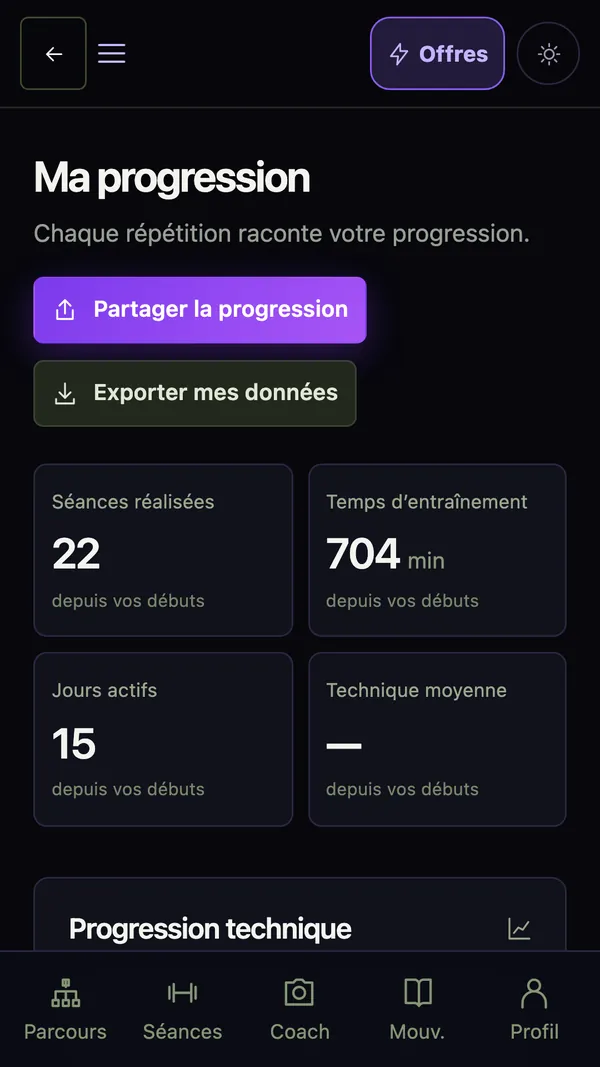 Offres
Ma progression
Chaque répétition raconte votre progression.
Partager la progression
Exporter mes données
Séances réalisées
22
depuis vos débuts
Temps d’entraînement
704 min
depuis vos débuts
Jours actifs
15
depuis vos débuts
Technique moyenne
—
depuis vos débuts
Progression technique
Parcours
Séances
Coach
Mouv.
Profil